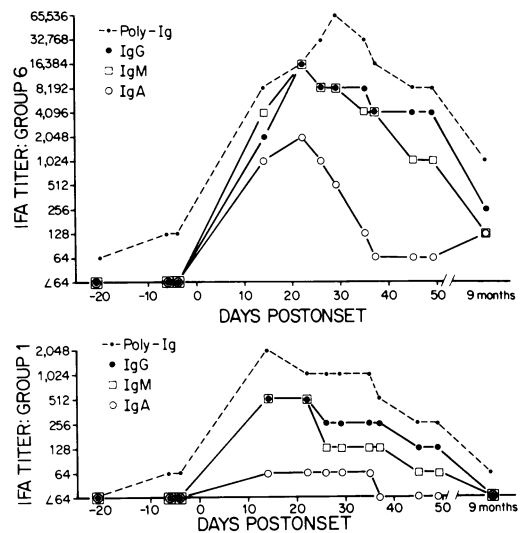 65,536
32,768
16,384
8,192
4,096
2,048
1,024
512
256
128
64
∠64
IFA TITER: GROUP 6
Poly-Ig
IgG
IgM
IgA
-20 -10 0 10 20 30 40 50 9 months
DAYS POSTONSET
2,048
1,024
512
256
128
64
∠64
IFA TITER: GROUP 1
Poly-Ig
IgG
IgM
IgA
-20 -10 0 10 20 30 40 50 9 months
DAYS POSTONSET